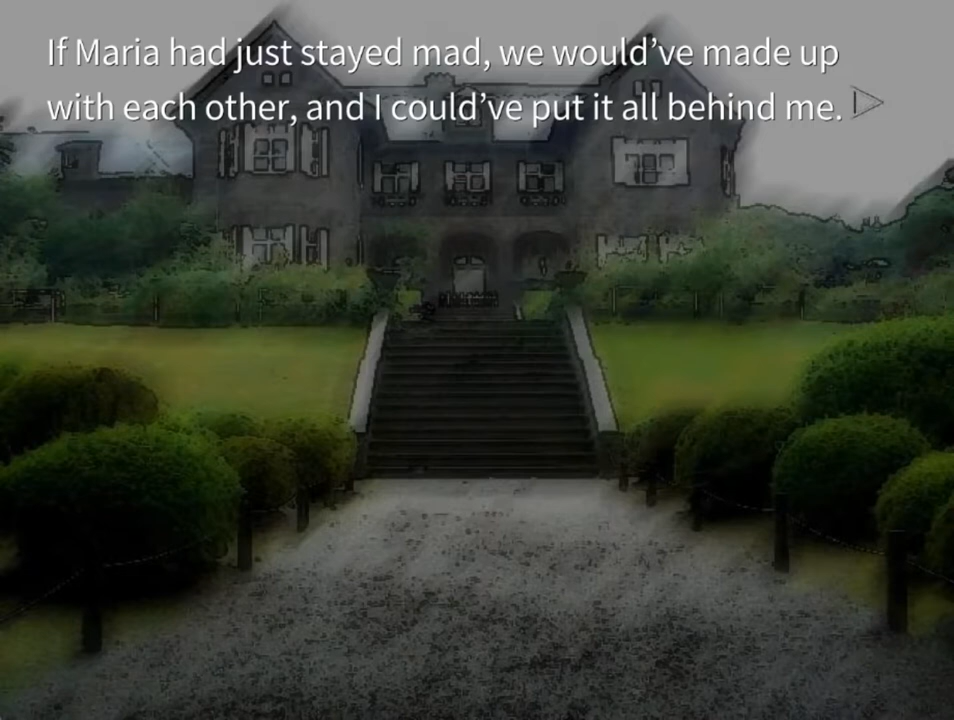 If Maria had just stayed mad, we would’ve made up
with each other, and I could’ve put it all behind me.